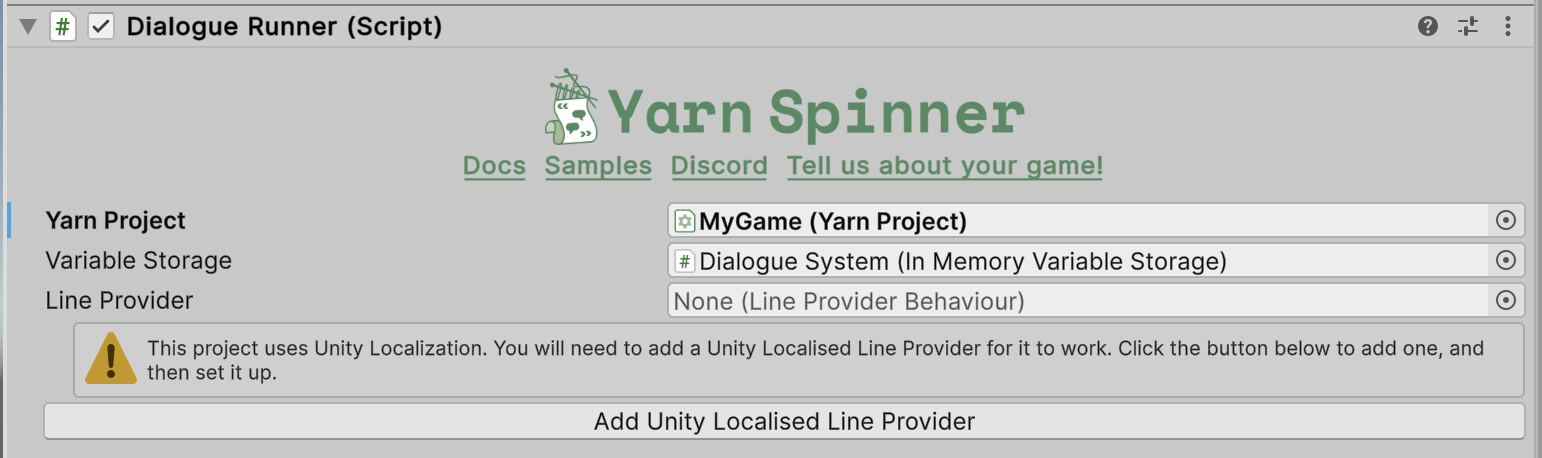 Dialogue Runner (Script)
Yarn Spinner
Docs Samples Discord Tell us about your game!
Yarn Project MyGame (Yarn Project)
Variable Storage # Dialogue System (In Memory Variable Storage)
Line Provider None (Line Provider Behaviour)
This project uses Unity Localization. You will need to add a Unity Localised Line Provider for it to work. Click the button below to add one, and
then set it up.
Add Unity Localised Line Provider